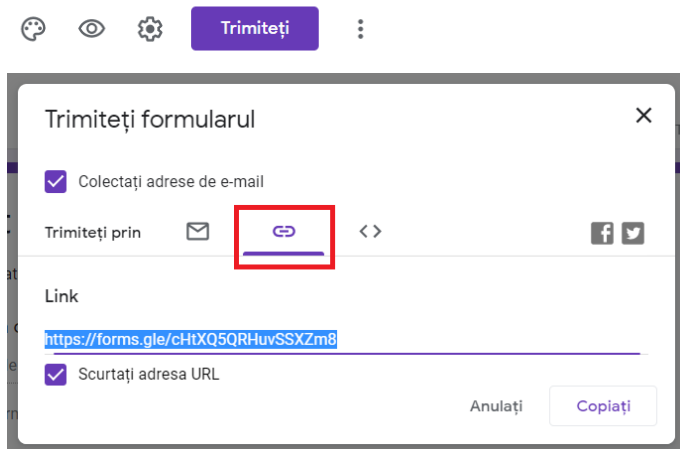 Trimiteți
Trimiteți formularul
Colectați adrese de e-mail
Trimiteți prin
Link
https://forms.gle/cHtXQ5QRHuvSSXZm8
Scurtați adresa URL
Anulați
Copiați